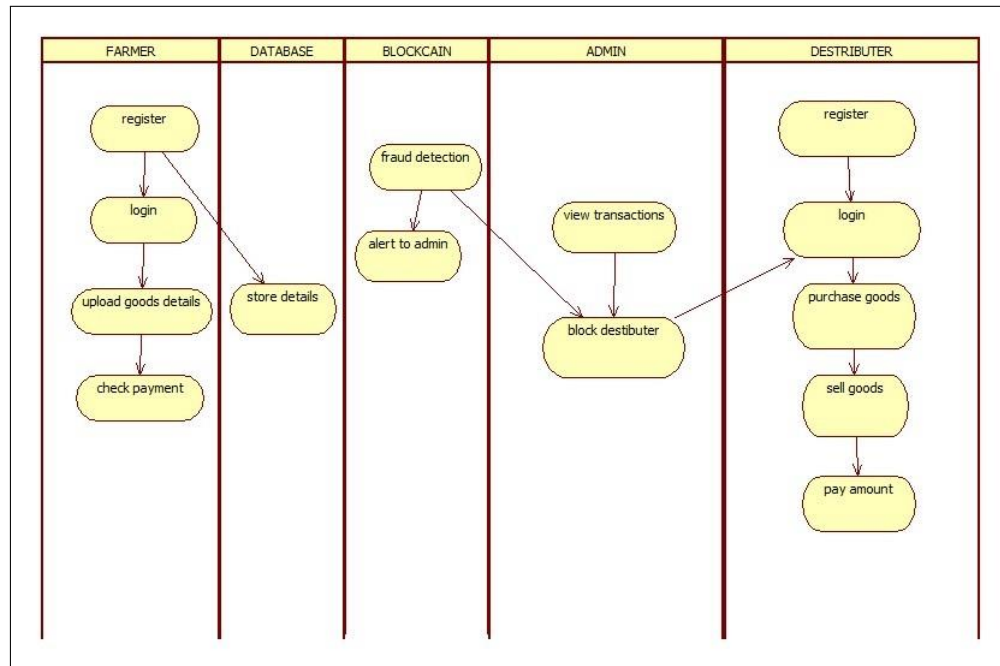 FARMER
DATABASE
BLOCKCAIN
ADMIN
DESTRIBUTER
register
login
upload goods details
check payment
store details
fraud detection
alert to admin
view transactions
block destibuter
register
login
purchase goods
sell goods
pay amount